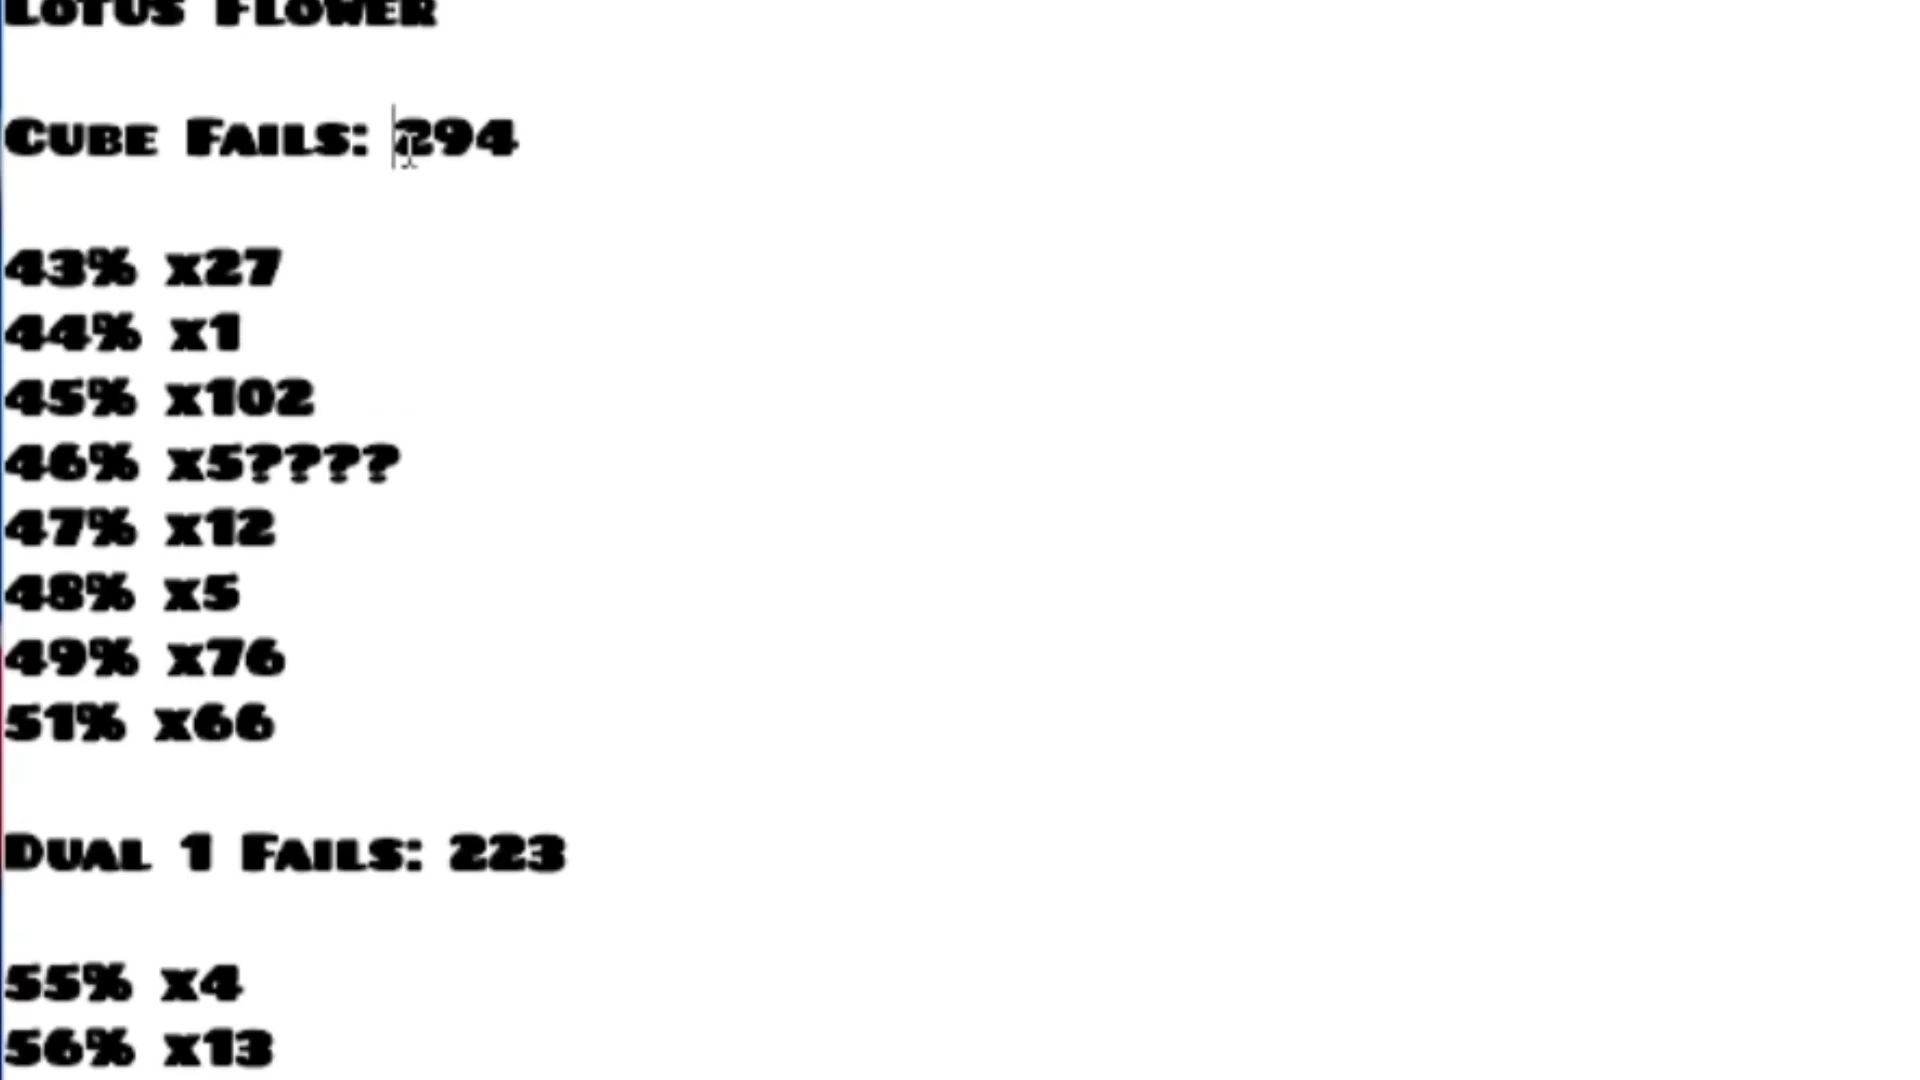 Lotus Flower
Cube Fails: 294
43% x27
44% x1
45% x102
46% x5????
47% x12
48% x5
49% x76
51% x66
Dual 1 Fails: 223
55% x4
56% x13